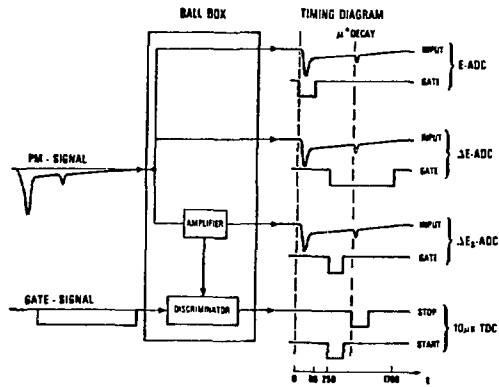 BALL BOX
TIMING DIAGRAM
μ⁺ DECAY
INPUT
GATE
E-ADC
PM - SIGNAL
INPUT
GATE
ΔE-ADC
AMPLIFIER
INPUT
GATE
ΔEs-ADC
GATE - SIGNAL
DISCRIMINATOR
STOP
START
10μs TDC
0
250
1700
t